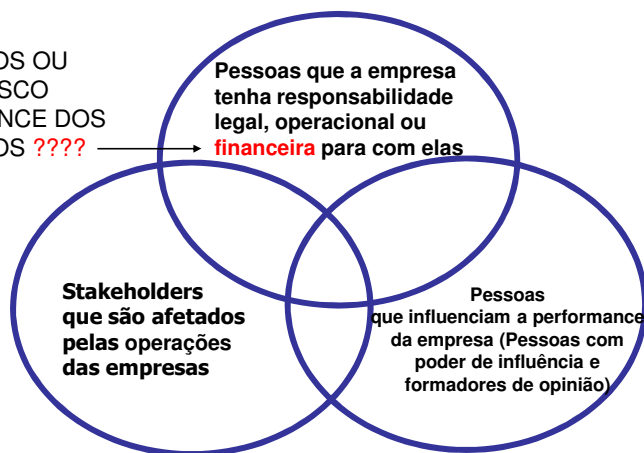 OS OU
SCO
NCE DOS
OS ????
Pessoas que a empresa
tenha responsabilidade
legal, operacional ou
financeira para com elas
Stakeholders
que são afetados
pelas operações
das empresas
Pessoas
que influenciam a performance
da empresa (Pessoas com
poder de influência e
formadores de opinião)